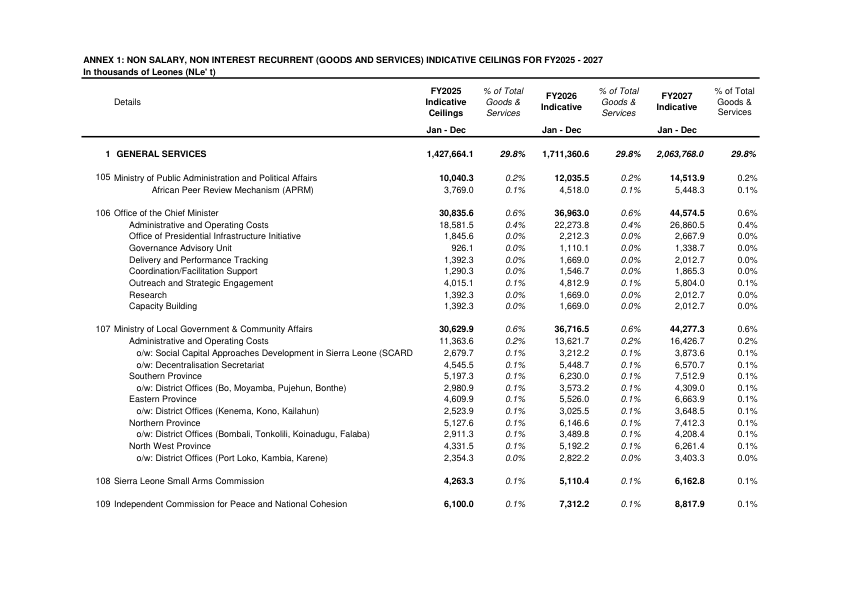 ANNEX 1: NON SALARY, NON INTEREST RECURRENT (GOODS AND SERVICES) INDICATIVE CEILINGS FOR FY2025 - 2027
In thousands of Leones (NLe' t)
Details FY2025 Indicative Ceilings % of Total Goods & Services FY2026 Indicative % of Total Goods & Services FY2027 Indicative % of Total Goods & Services
Jan - Dec Jan - Dec Jan - Dec
1 GENERAL SERVICES 1,427,664.1 29.8% 1,711,360.6 29.8% 2,063,768.0 29.8%
105 Ministry of Public Administration and Political Affairs 10,040.3 0.2% 12,035.5 0.2% 14,513.9 0.2%
African Peer Review Mechanism (APRM) 3,769.0 0.1% 4,518.0 0.1% 5,448.3 0.1%
106 Office of the Chief Minister 30,835.6 0.6% 36,963.0 0.6% 44,574.5 0.6%
Administrative and Operating Costs 18,581.5 0.4% 22,273.8 0.4% 26,860.5 0.4%
Office of Presidential Infrastructure Initiative 1,845.6 0.0% 2,212.3 0.0% 2,667.9 0.0%
Governance Advisory Unit 926.1 0.0% 1,110.1 0.0% 1,338.7 0.0%
Delivery and Performance Tracking 1,392.3 0.0% 1,669.0 0.0% 2,012.7 0.0%
Coordination/Facilitation Support 1,290.3 0.0% 1,546.7 0.0% 1,865.3 0.0%
Outreach and Strategic Engagement 4,015.1 0.1% 4,812.9 0.1% 5,804.0 0.1%
Research 1,392.3 0.0% 1,669.0 0.0% 2,012.7 0.0%
Capacity Building 1,392.3 0.0% 1,669.0 0.0% 2,012.7 0.0%
107 Ministry of Local Government & Community Affairs 30,629.9 0.6% 36,716.5 0.6% 44,277.3 0.6%
Administrative and Operating Costs 11,363.6 0.2% 13,621.7 0.2% 16,426.7 0.2%
o/w: Social Capital Approaches Development in Sierra Leone (SCARD 2,679.7 0.1% 3,212.2 0.1% 3,873.6 0.1%
o/w: Decentralisation Secretariat 4,545.5 0.1% 5,448.7 0.1% 6,570.7 0.1%
Southern Province 5,197.3 0.1% 6,230.0 0.1% 7,512.9 0.1%
o/w: District Offices (Bo, Moyamba, Pujehun, Bonthe) 2,980.9 0.1% 3,573.2 0.1% 4,309.0 0.1%
Eastern Province 4,609.9 0.1% 5,526.0 0.1% 6,663.9 0.1%
o/w: District Offices (Kenema, Kono, Kailahun) 2,523.9 0.1% 3,025.5 0.1% 3,648.5 0.1%
Northern Province 5,127.6 0.1% 6,146.6 0.1% 7,412.3 0.1%
o/w: District Offices (Bombali, Tonkolili, Koinadugu, Falaba) 2,911.3 0.1% 3,489.8 0.1% 4,208.4 0.1%
North West Province 4,331.5 0.1% 5,192.2 0.1% 6,261.4 0.1%
o/w: District Offices (Port Loko, Kambia, Karene) 2,354.3 0.0% 2,822.2 0.0% 3,403.3 0.0%
108 Sierra Leone Small Arms Commission 4,263.3 0.1% 5,110.4 0.1% 6,162.8 0.1%
109 Independent Commission for Peace and National Cohesion 6,100.0 0.1% 7,312.2 0.1% 8,817.9 0.1%